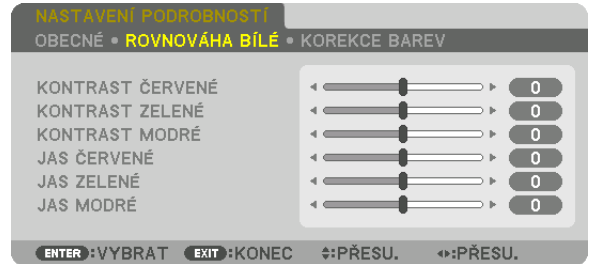 NASTAVENÍ PODROBNOSTÍ
OBECNÉ • ROVNOVÁHA BÍLÉ • KOREKCE BAREV
KONTRAST ČERVENÉ 0
KONTRAST ZELENÉ 0
KONTRAST MODRÉ 0
JAS ČERVENÉ 0
JAS ZELENÉ 0
JAS MODRÉ 0
ENTER:VYBRAT EXIT:KONEC :PŘESU. :PŘESU.